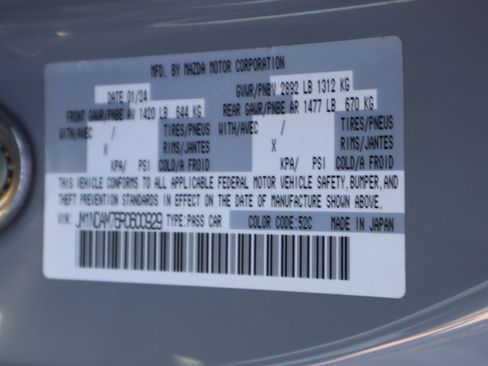 MFD. BY MAZDA MOTOR CORPORATION
DATE 01/24 GVWR/PNBV 2892 LB 1312 KG
FRONT GAWR/PNBE AV 1420 LB 644 KG REAR GAWR/PNBE AR 1477 LB 670 KG
WITH/AVEC / TIRES/PNEUS WITH/AVEC / TIRES/PNEUS
X RIMS/JANTES X RIMS/JANTES
KPA/ PSI COLD/A FROID KPA/ PSI COLD/A FROID
THIS VEHICLE CONFORMS TO ALL APPLICABLE FEDERAL MOTOR VEHICLE SAFETY, BUMPER, AND
THEFT PREVENTION STANDARDS IN EFFECT ON THE DATE OF MANUFACTURE SHOWN ABOVE.
VIN: JM1NDAM75R0600929 TYPE:PASS CAR COLOR CODE:52C MADE IN JAPAN